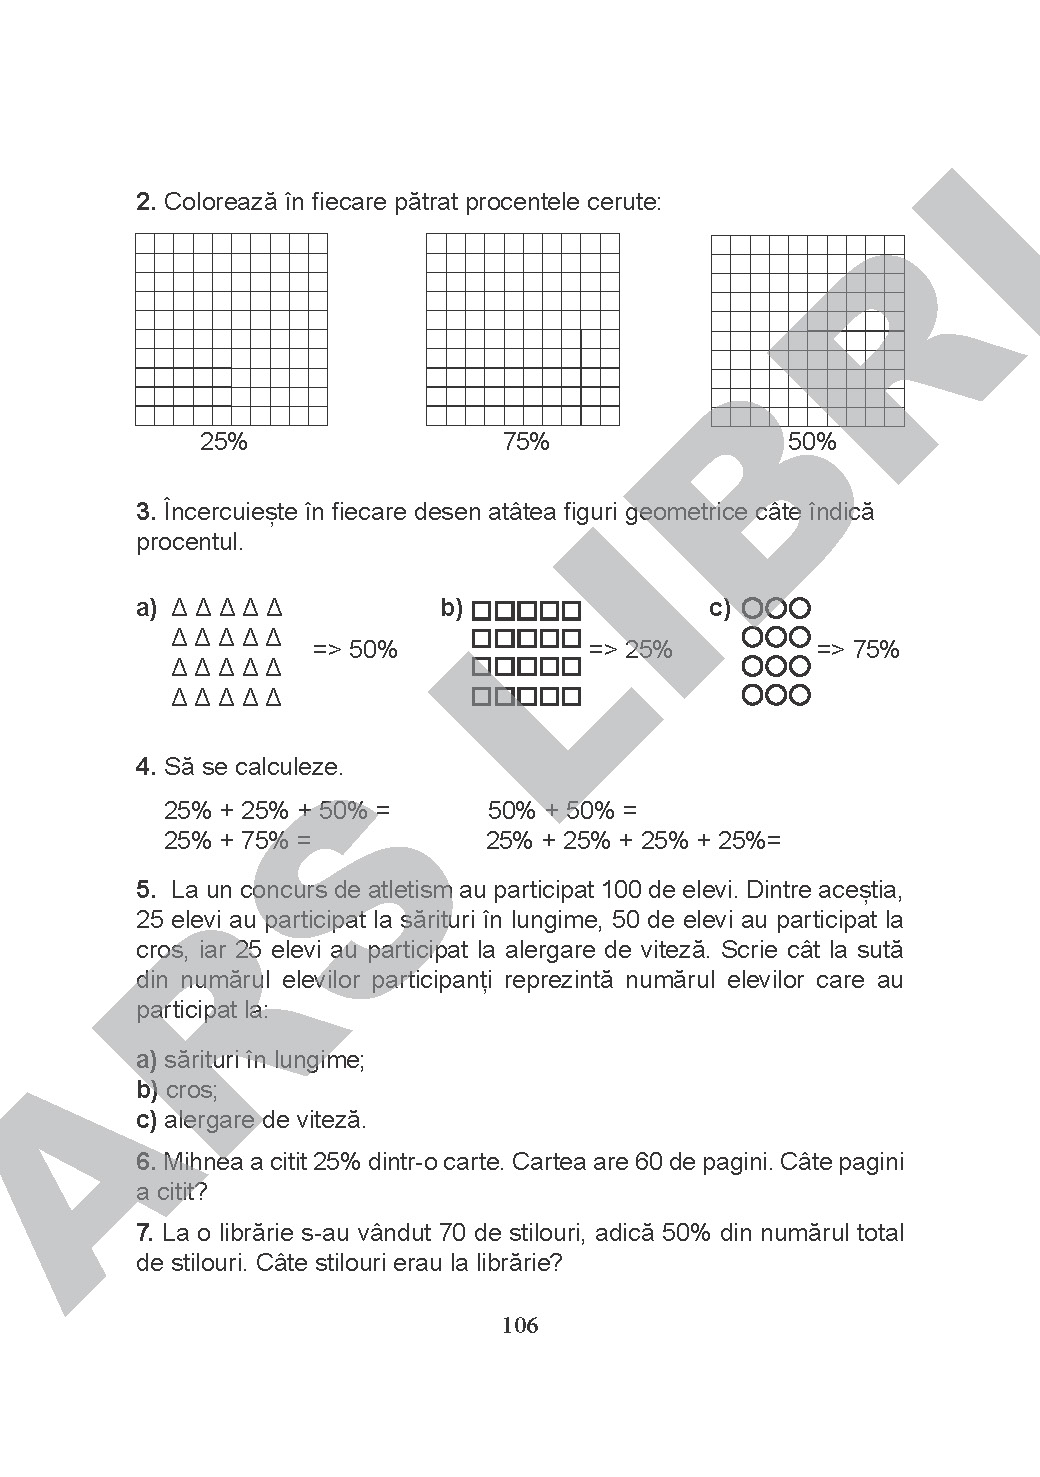 2. Colorează în fiecare pătrat procentele cerute:
25% 75% 50%
3. Încercuiește în fiecare desen atâtea figuri geometrice câte îndică
procentul.
a) Δ Δ Δ Δ Δ b) □ □ □ □ □ c) ○ ○ ○
Δ Δ Δ Δ Δ □ □ □ □ □ ○ ○ ○
=> 50% => 25% => 75%
Δ Δ Δ Δ Δ □ □ □ □ □ ○ ○ ○
Δ Δ Δ Δ Δ □ □ □ □ □ ○ ○ ○
4. Să se calculeze.
25% + 25% + 50% = 50% + 50% =
25% + 75% = 25% + 25% + 25% + 25%=
5. La un concurs de atletism au participat 100 de elevi. Dintre aceștia,
25 elevi au participat la sărituri în lungime, 50 de elevi au participat la
cros, iar 25 elevi au participat la alergare de viteză. Scrie cât la sută
din numărul elevilor participanți reprezintă numărul elevilor care au
participat la:
a) sărituri în lungime;
b) cros;
c) alergare de viteză.
6. Mihnea a citit 25% dintr-o carte. Cartea are 60 de pagini. Câte pagini
a citit?
7. La o librărie s-au vândut 70 de stilouri, adică 50% din numărul total
de stilouri. Câte stilouri erau la librărie?
106
ARS LIBRI